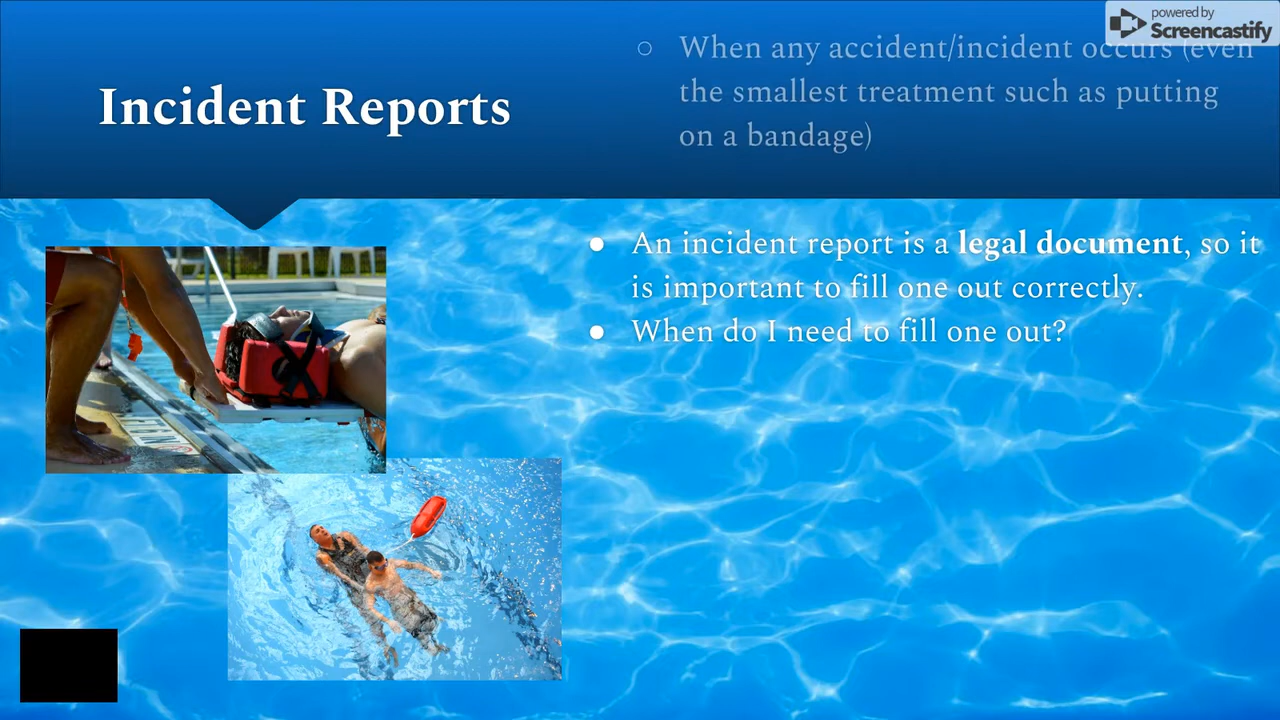 powered by
Screencastify
○ When any accident/incident occurs (even
the smallest treatment such as putting
on a bandage)
Incident Reports
● An incident report is a legal document, so it
is important to fill one out correctly.
● When do I need to fill one out?